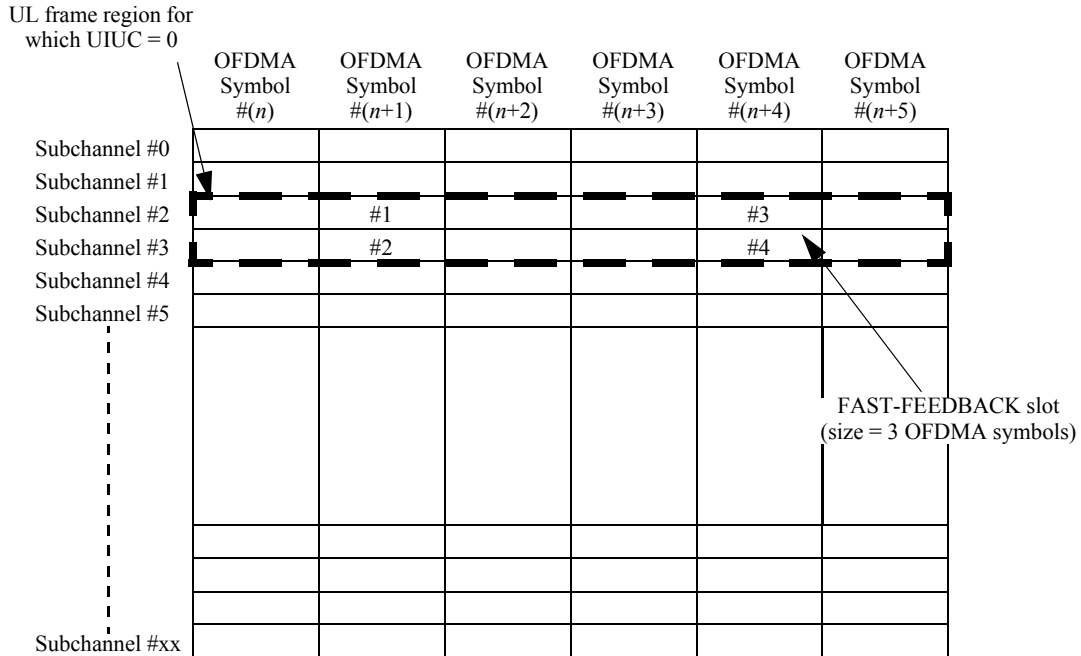 UL frame region for
which UIUC = 0
OFDMA
Symbol
#(n)
OFDMA
Symbol
#(n+1)
OFDMA
Symbol
#(n+2)
OFDMA
Symbol
#(n+3)
OFDMA
Symbol
#(n+4)
OFDMA
Symbol
#(n+5)
Subchannel #0
Subchannel #1
Subchannel #2
#1
#3
Subchannel #3
#2
#4
Subchannel #4
Subchannel #5
FAST-FEEDBACK slot
(size = 3 OFDMA symbols)
Subchannel #xx